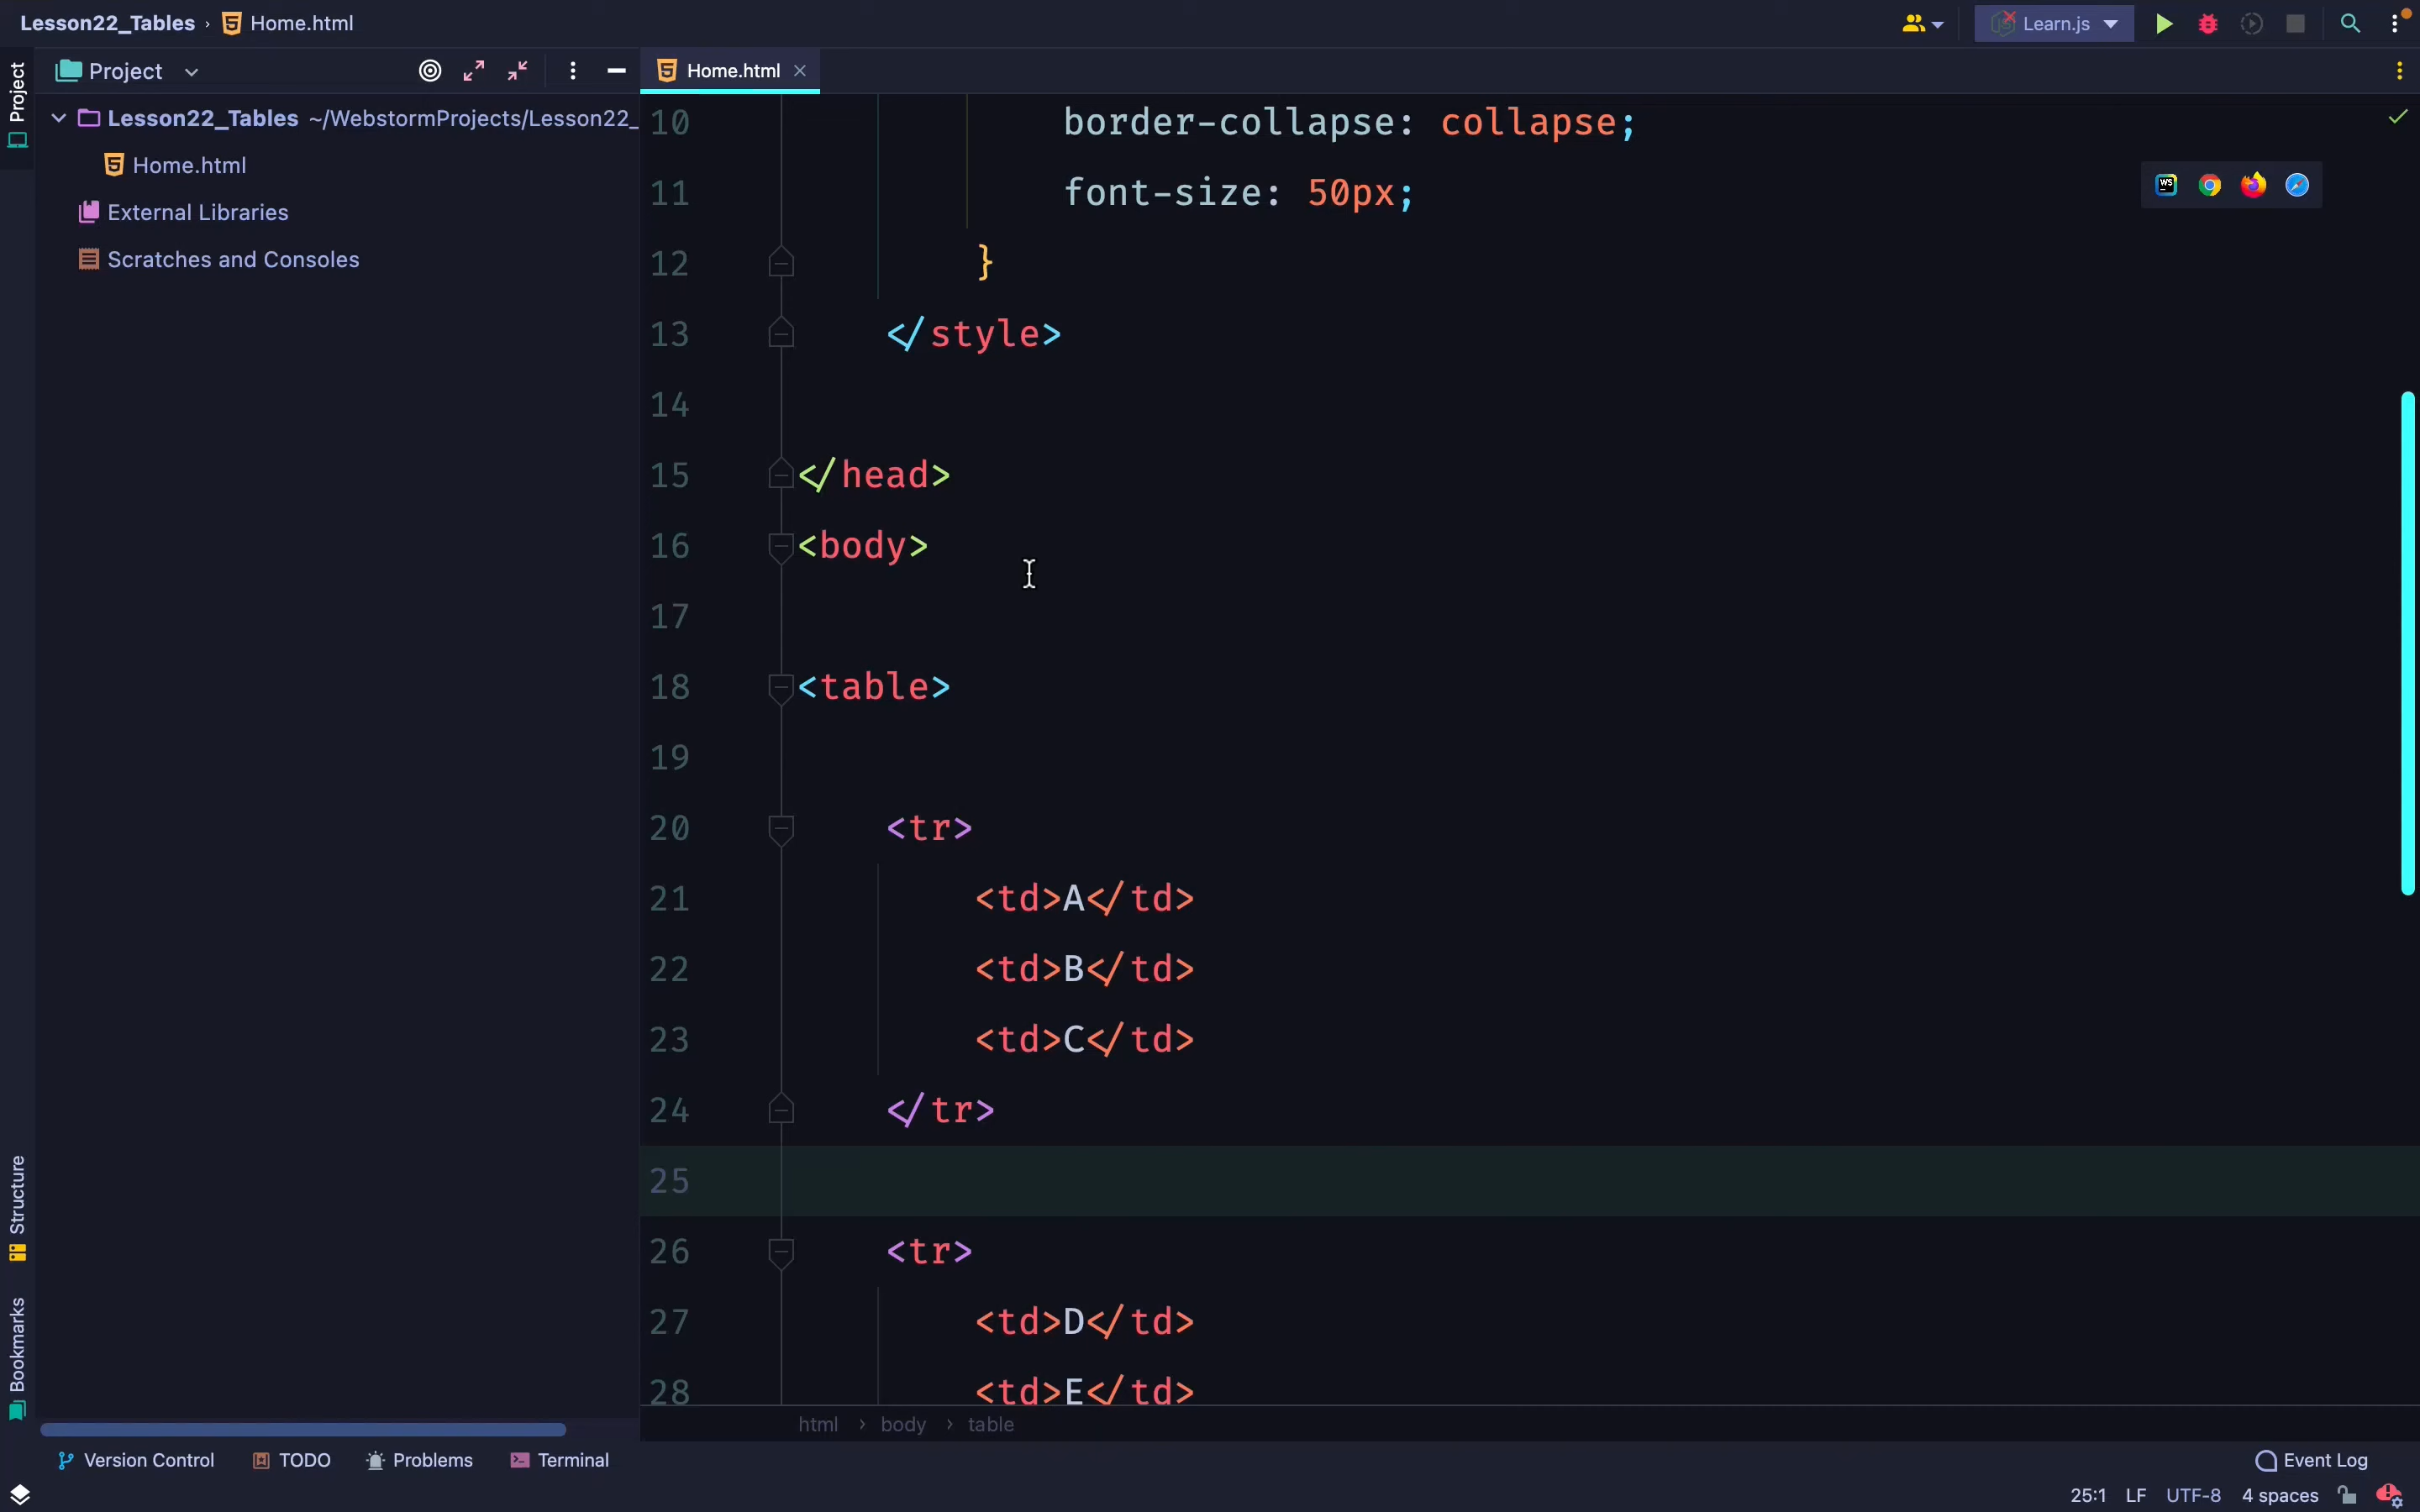 Lesson22_Tables › Home.html
Learn.js
Project
Project
Home.html
Lesson22_Tables ~/WebstormProjects/Lesson22_
Home.html
External Libraries
Scratches and Consoles
10 border-collapse: collapse;
11 font-size: 50px;
12 }
13 </style>
14
15 </head>
16 <body>
17
18 <table>
19
20 <tr>
21 <td>A</td>
22 <td>B</td>
23 <td>C</td>
24 </tr>
25
26 <tr>
27 <td>D</td>
28 <td>E</td>
Structure
Bookmarks
html › body › table
Version Control TODO Problems Terminal
Event Log
25:1 LF UTF-8 4 spaces